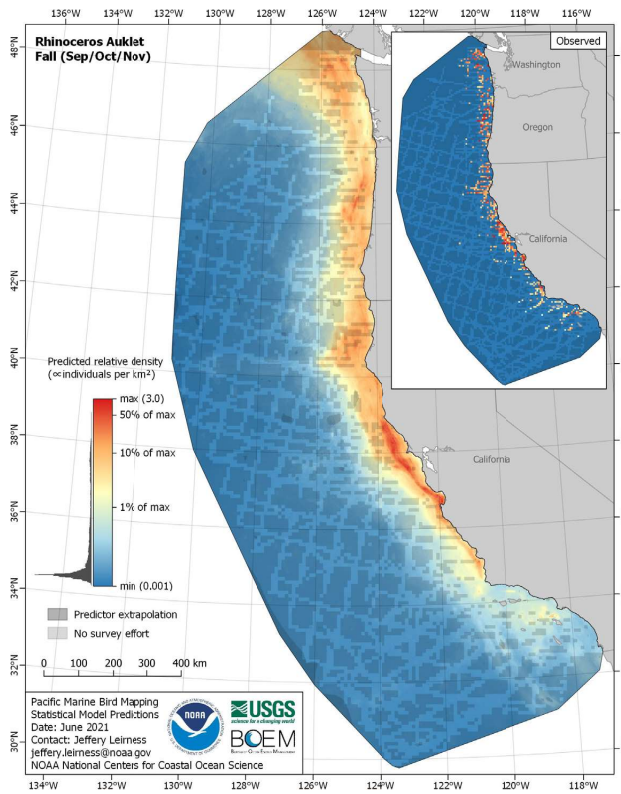 136°W 134°W 132°W 130°W 128°W 126°W 124°W 122°W 120°W 118°W 116°W
Rhinoceros Auklet
Fall (Sep/Oct/Nov)
Observed
Washington
Oregon
California
48°N
46°N
44°N
42°N
40°N
38°N
36°N
34°N
32°N
30°N
California
Predicted relative density
(∝individuals per km²)
max (3.0)
50% of max
10% of max
1% of max
min (0.001)
Predictor extrapolation
No survey effort
0 100 200 300 400 km
Pacific Marine Bird Mapping
Statistical Model Predictions
Date: June 2021
Contact: Jeffery Leirness
jeffery.leirness@noaa.gov
NOAA National Centers for Coastal Ocean Science
NOAA
USGS
science for a changing world
BOEM
134°W 132°W 130°W 128°W 126°W 124°W 122°W 120°W 118°W